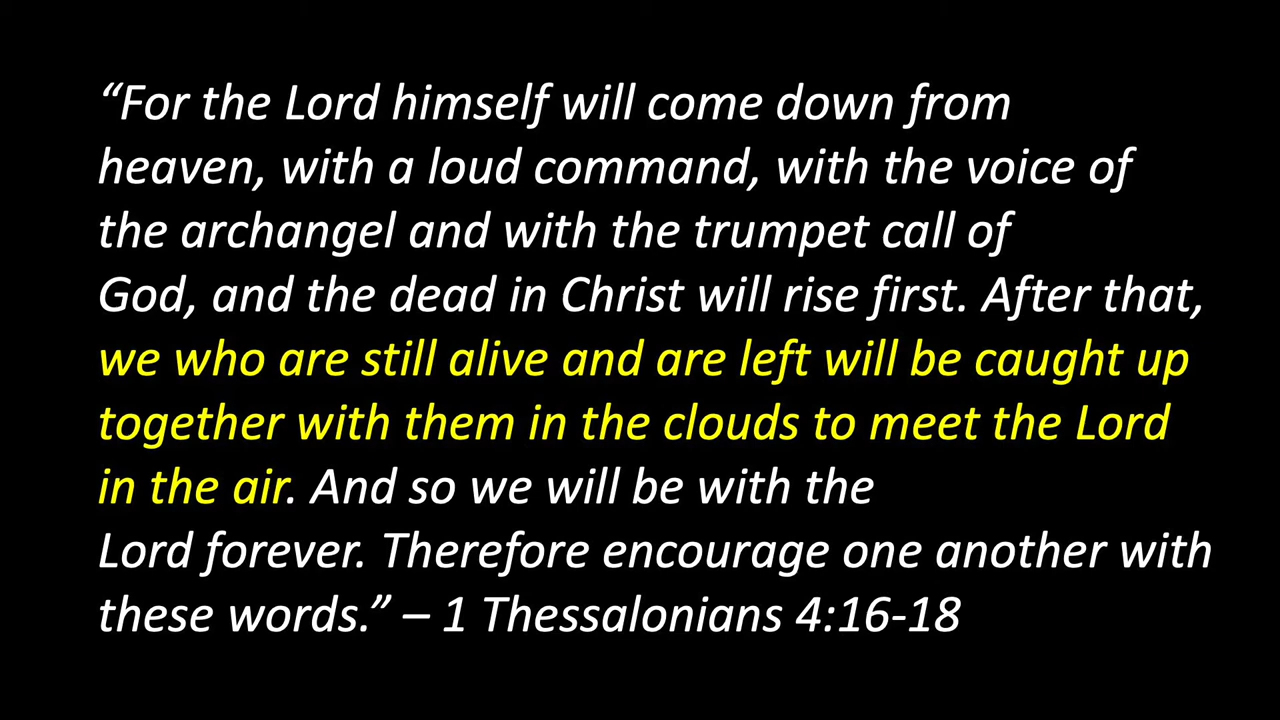 “For the Lord himself will come down from
heaven, with a loud command, with the voice of
the archangel and with the trumpet call of
God, and the dead in Christ will rise first. After that,
we who are still alive and are left will be caught up
together with them in the clouds to meet the Lord
in the air. And so we will be with the
Lord forever. Therefore encourage one another with
these words.” – 1 Thessalonians 4:16-18